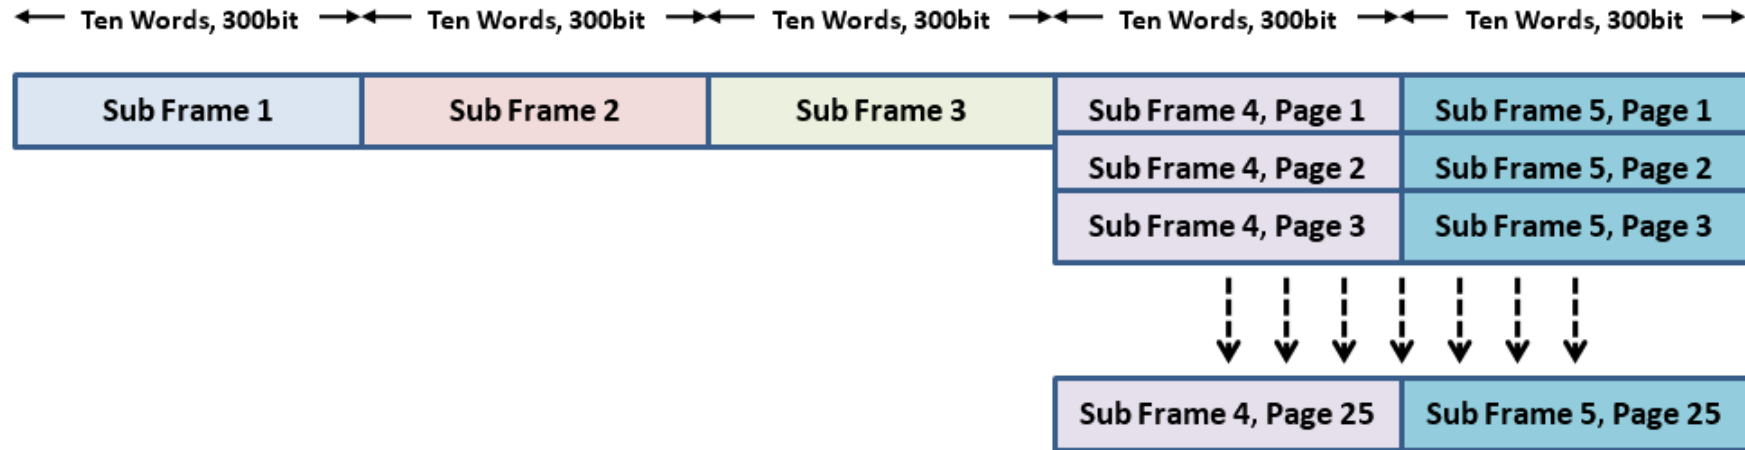 Ten Words, 300bit Ten Words, 300bit Ten Words, 300bit Ten Words, 300bit Ten Words, 300bit
Sub Frame 1 Sub Frame 2 Sub Frame 3 Sub Frame 4, Page 1 Sub Frame 5, Page 1
Sub Frame 4, Page 2 Sub Frame 5, Page 2
Sub Frame 4, Page 3 Sub Frame 5, Page 3
Sub Frame 4, Page 25 Sub Frame 5, Page 25